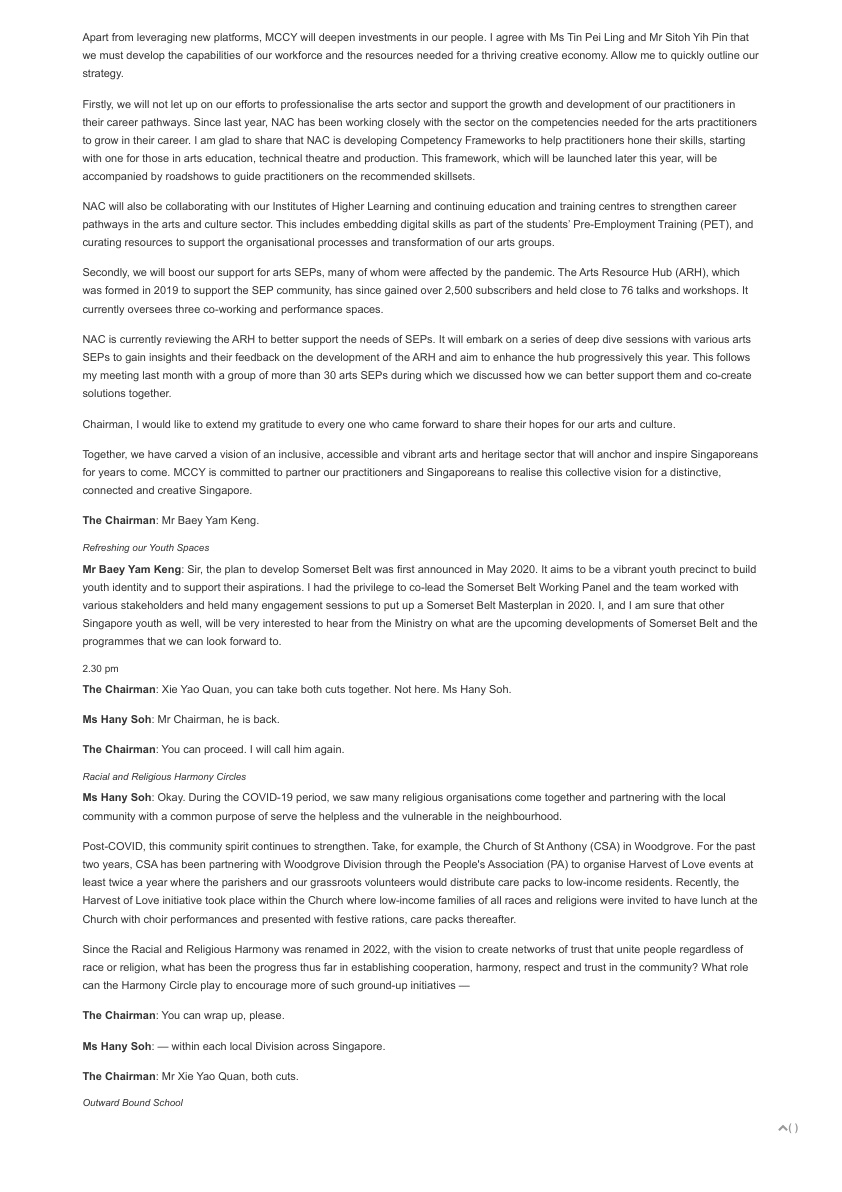 Apart from leveraging new platforms, MCCY will deepen investments in our people. I agree with Ms Tin Pei Ling and Mr Sitoh Yih Pin that
we must develop the capabilities of our workforce and the resources needed for a thriving creative economy. Allow me to quickly outline our
strategy.
Firstly, we will not let up on our efforts to professionalise the arts sector and support the growth and development of our practitioners in
their career pathways. Since last year, NAC has been working closely with the sector on the competencies needed for the arts practitioners
to grow in their career. I am glad to share that NAC is developing Competency Frameworks to help practitioners hone their skills, starting
with one for those in arts education, technical theatre and production. This framework, which will be launched later this year, will be
accompanied by roadshows to guide practitioners on the recommended skillsets.
NAC will also be collaborating with our Institutes of Higher Learning and continuing education and training centres to strengthen career
pathways in the arts and culture sector. This includes embedding digital skills as part of the students' Pre-Employment Training (PET), and
curating resources to support the organisational processes and transformation of our arts groups.
Secondly, we will boost our support for arts SEPs, many of whom were affected by the pandemic. The Arts Resource Hub (ARH), which
was formed in 2019 to support the SEP community, has since gained over 2,500 subscribers and held close to 76 talks and workshops. It
currently oversees three co-working and performance spaces.
NAC is currently reviewing the ARH to better support the needs of SEPs. It will embark on a series of deep dive sessions with various arts
SEPs to gain insights and their feedback on the development of the ARH and aim to enhance the hub progressively this year. This follows
my meeting last month with a group of more than 30 arts SEPs during which we discussed how we can better support them and co-create
solutions together.
Chairman, I would like to extend my gratitude to every one who came forward to share their hopes for our arts and culture.
Together, we have carved a vision of an inclusive, accessible and vibrant arts and heritage sector that will anchor and inspire Singaporeans
for years to come. MCCY is committed to partner our practitioners and Singaporeans to realise this collective vision for a distinctive,
connected and creative Singapore.
The Chairman: Mr Baey Yam Keng.
Refreshing our Youth Spaces
Mr Baey Yam Keng: Sir, the plan to develop Somerset Belt was first announced in May 2020. It aims to be a vibrant youth precinct to build
youth identity and to support their aspirations. I had the privilege to co-lead the Somerset Belt Working Panel and the team worked with
various stakeholders and held many engagement sessions to put up a Somerset Belt Masterplan in 2020. I, and I am sure that other
Singapore youth as well, will be very interested to hear from the Ministry on what are the upcoming developments of Somerset Belt and the
programmes that we can look forward to.
2.30 pm
The Chairman: Xie Yao Quan, you can take both cuts together. Not here. Ms Hany Soh.
Ms Hany Soh: Mr Chairman, he is back.
The Chairman: You can proceed. I will call him again.
Racial and Religious Harmony Circles
Ms Hany Soh: Okay. During the COVID-19 period, we saw many religious organisations come together and partnering with the local
community with a common purpose of serve the helpless and the vulnerable in the neighbourhood.
Post-COVID, this community spirit continues to strengthen. Take, for example, the Church of St Anthony (CSA) in Woodgrove. For the past
two years, CSA has been partnering with Woodgrove Division through the People's Association (PA) to organise Harvest of Love events at
least twice a year where the parishers and our grassroots volunteers would distribute care packs to low-income residents. Recently, the
Harvest of Love initiative took place within the Church where low-income families of all races and religions were invited to have lunch at the
Church with choir performances and presented with festive rations, care packs thereafter.
Since the Racial and Religious Harmony was renamed in 2022, with the vision to create networks of trust that unite people regardless of
race or religion, what has been the progress thus far in establishing cooperation, harmony, respect and trust in the community? What role
can the Harmony Circle play to encourage more of such ground-up initiatives —
The Chairman: You can wrap up, please.
Ms Hany Soh: — within each local Division across Singapore.
The Chairman: Mr Xie Yao Quan, both cuts.
Outward Bound School
( )